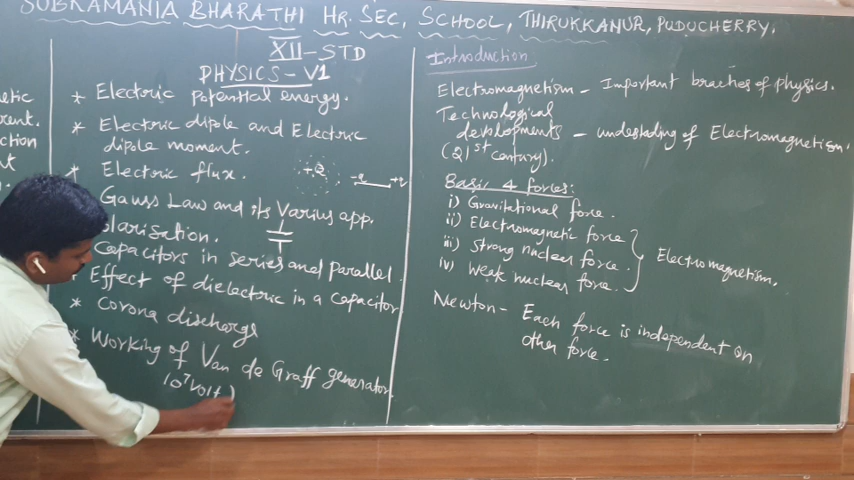 SUBRAMANIA BHARATHI HR. SEC, SCHOOL, THIRUKKANUR, PUDUCHERRY.
XII-STD
PHYSICS-V1
* Electric potential energy.
* Electric dipole and Electric
dipole moment.
* Electric flux.
+Q
-q +q
Gauss Law and its Varius app.
olarisation.
Capacitors in series and parallel.
* Effect of dielectric in a capacitor
* Corona discharge
* Working of Van de Graff generator
10⁷ Volt)
Introduction
Electromagnetism - Important braches of physics.
Technological
developments - undestading of Electromagnetism.
(21st century).
Basic 4 forces:
i) Gravitational force.
ii) Electromagnetic force
iii) Strong nuclear force.
iv) Weak nuclear force.
} Electromagnetism.
Newton - Each force is independent on
other force.